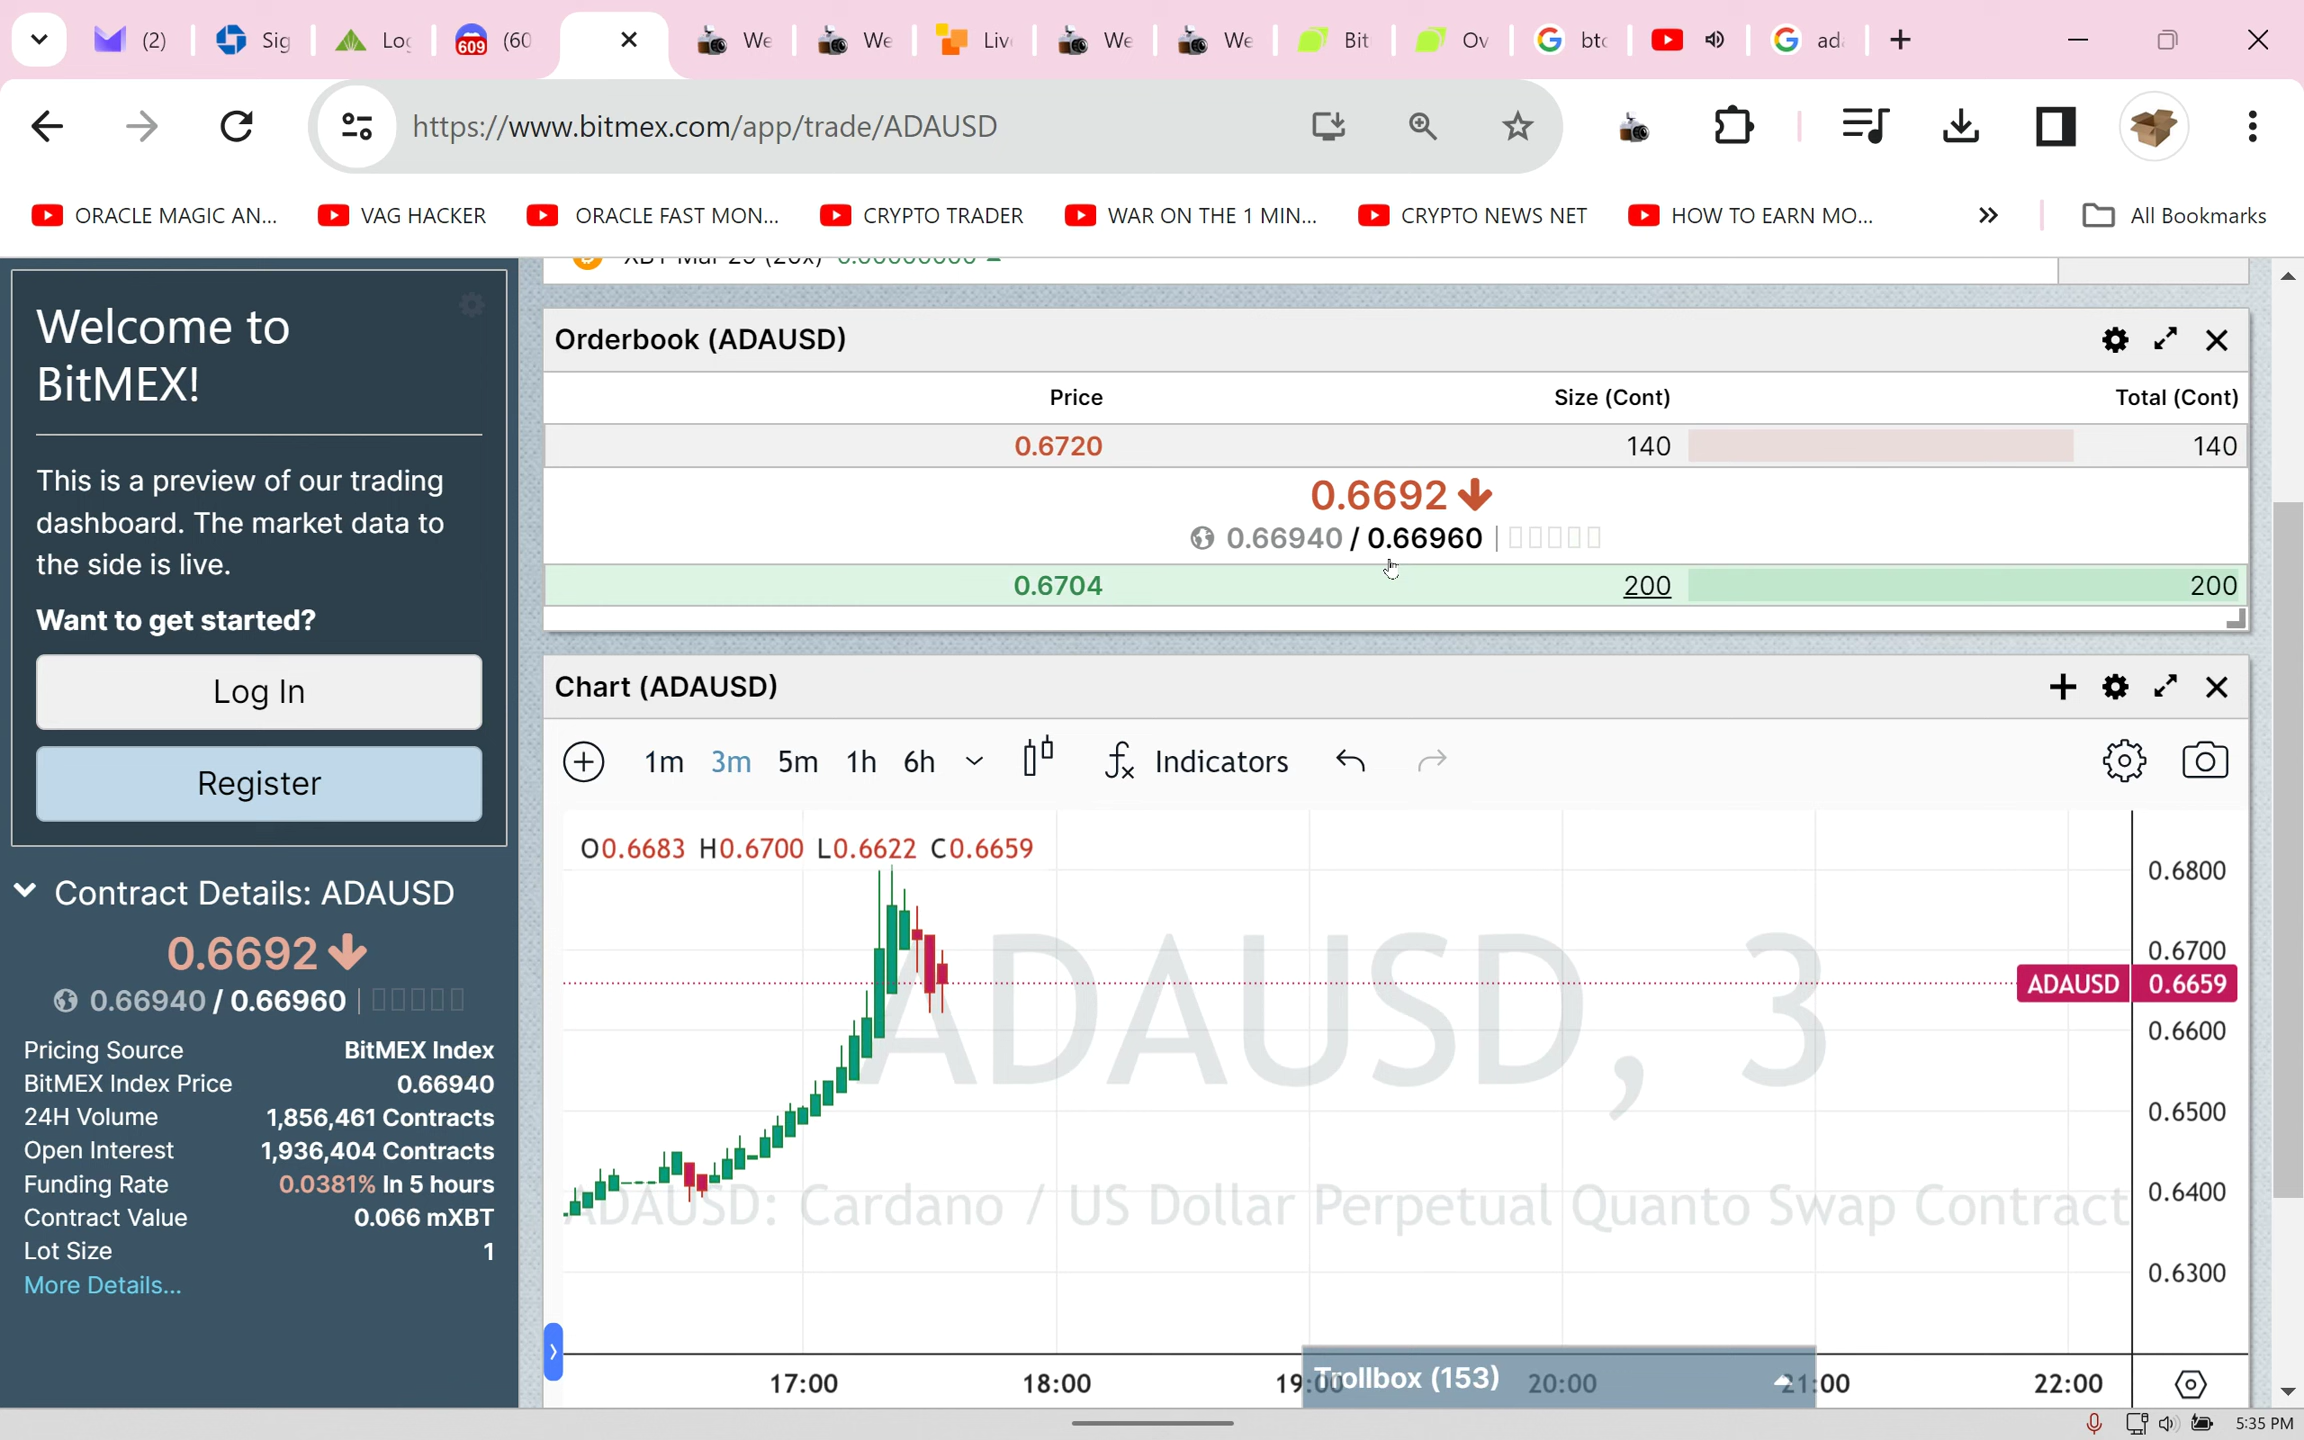 (2) Sig Log (60 We We Liv We We Bit Ov btc ad
609
https://www.bitmex.com/app/trade/ADAUSD
ORACLE MAGIC AN... VAG HACKER ORACLE FAST MON... CRYPTO TRADER WAR ON THE 1 MIN... CRYPTO NEWS NET HOW TO EARN MO... » All Bookmarks
Welcome to
BitMEX!
This is a preview of our trading
dashboard. The market data to
the side is live.
Want to get started?
Log In
Register
Contract Details: ADAUSD
0.6692
0.66940 / 0.66960
Pricing Source BitMEX Index
BitMEX Index Price 0.66940
24H Volume 1,856,461 Contracts
Open Interest 1,936,404 Contracts
Funding Rate 0.0381% In 5 hours
Contract Value 0.066 mXBT
Lot Size 1
More Details...
Orderbook (ADAUSD)
Price Size (Cont) Total (Cont)
0.6720 140 140
0.6692
0.66940 / 0.66960
0.6704 200 200
Chart (ADAUSD)
1m 3m 5m 1h 6h Indicators
O0.6683 H0.6700 L0.6622 C0.6659
ADAUSD, 3
ADAUSD: Cardano / US Dollar Perpetual Quanto Swap Contract
0.6800
0.6700
ADAUSD 0.6659
0.6600
0.6500
0.6400
0.6300
17:00 18:00 19:00 20:00 21:00 22:00
Trollbox (153)
5:35 PM